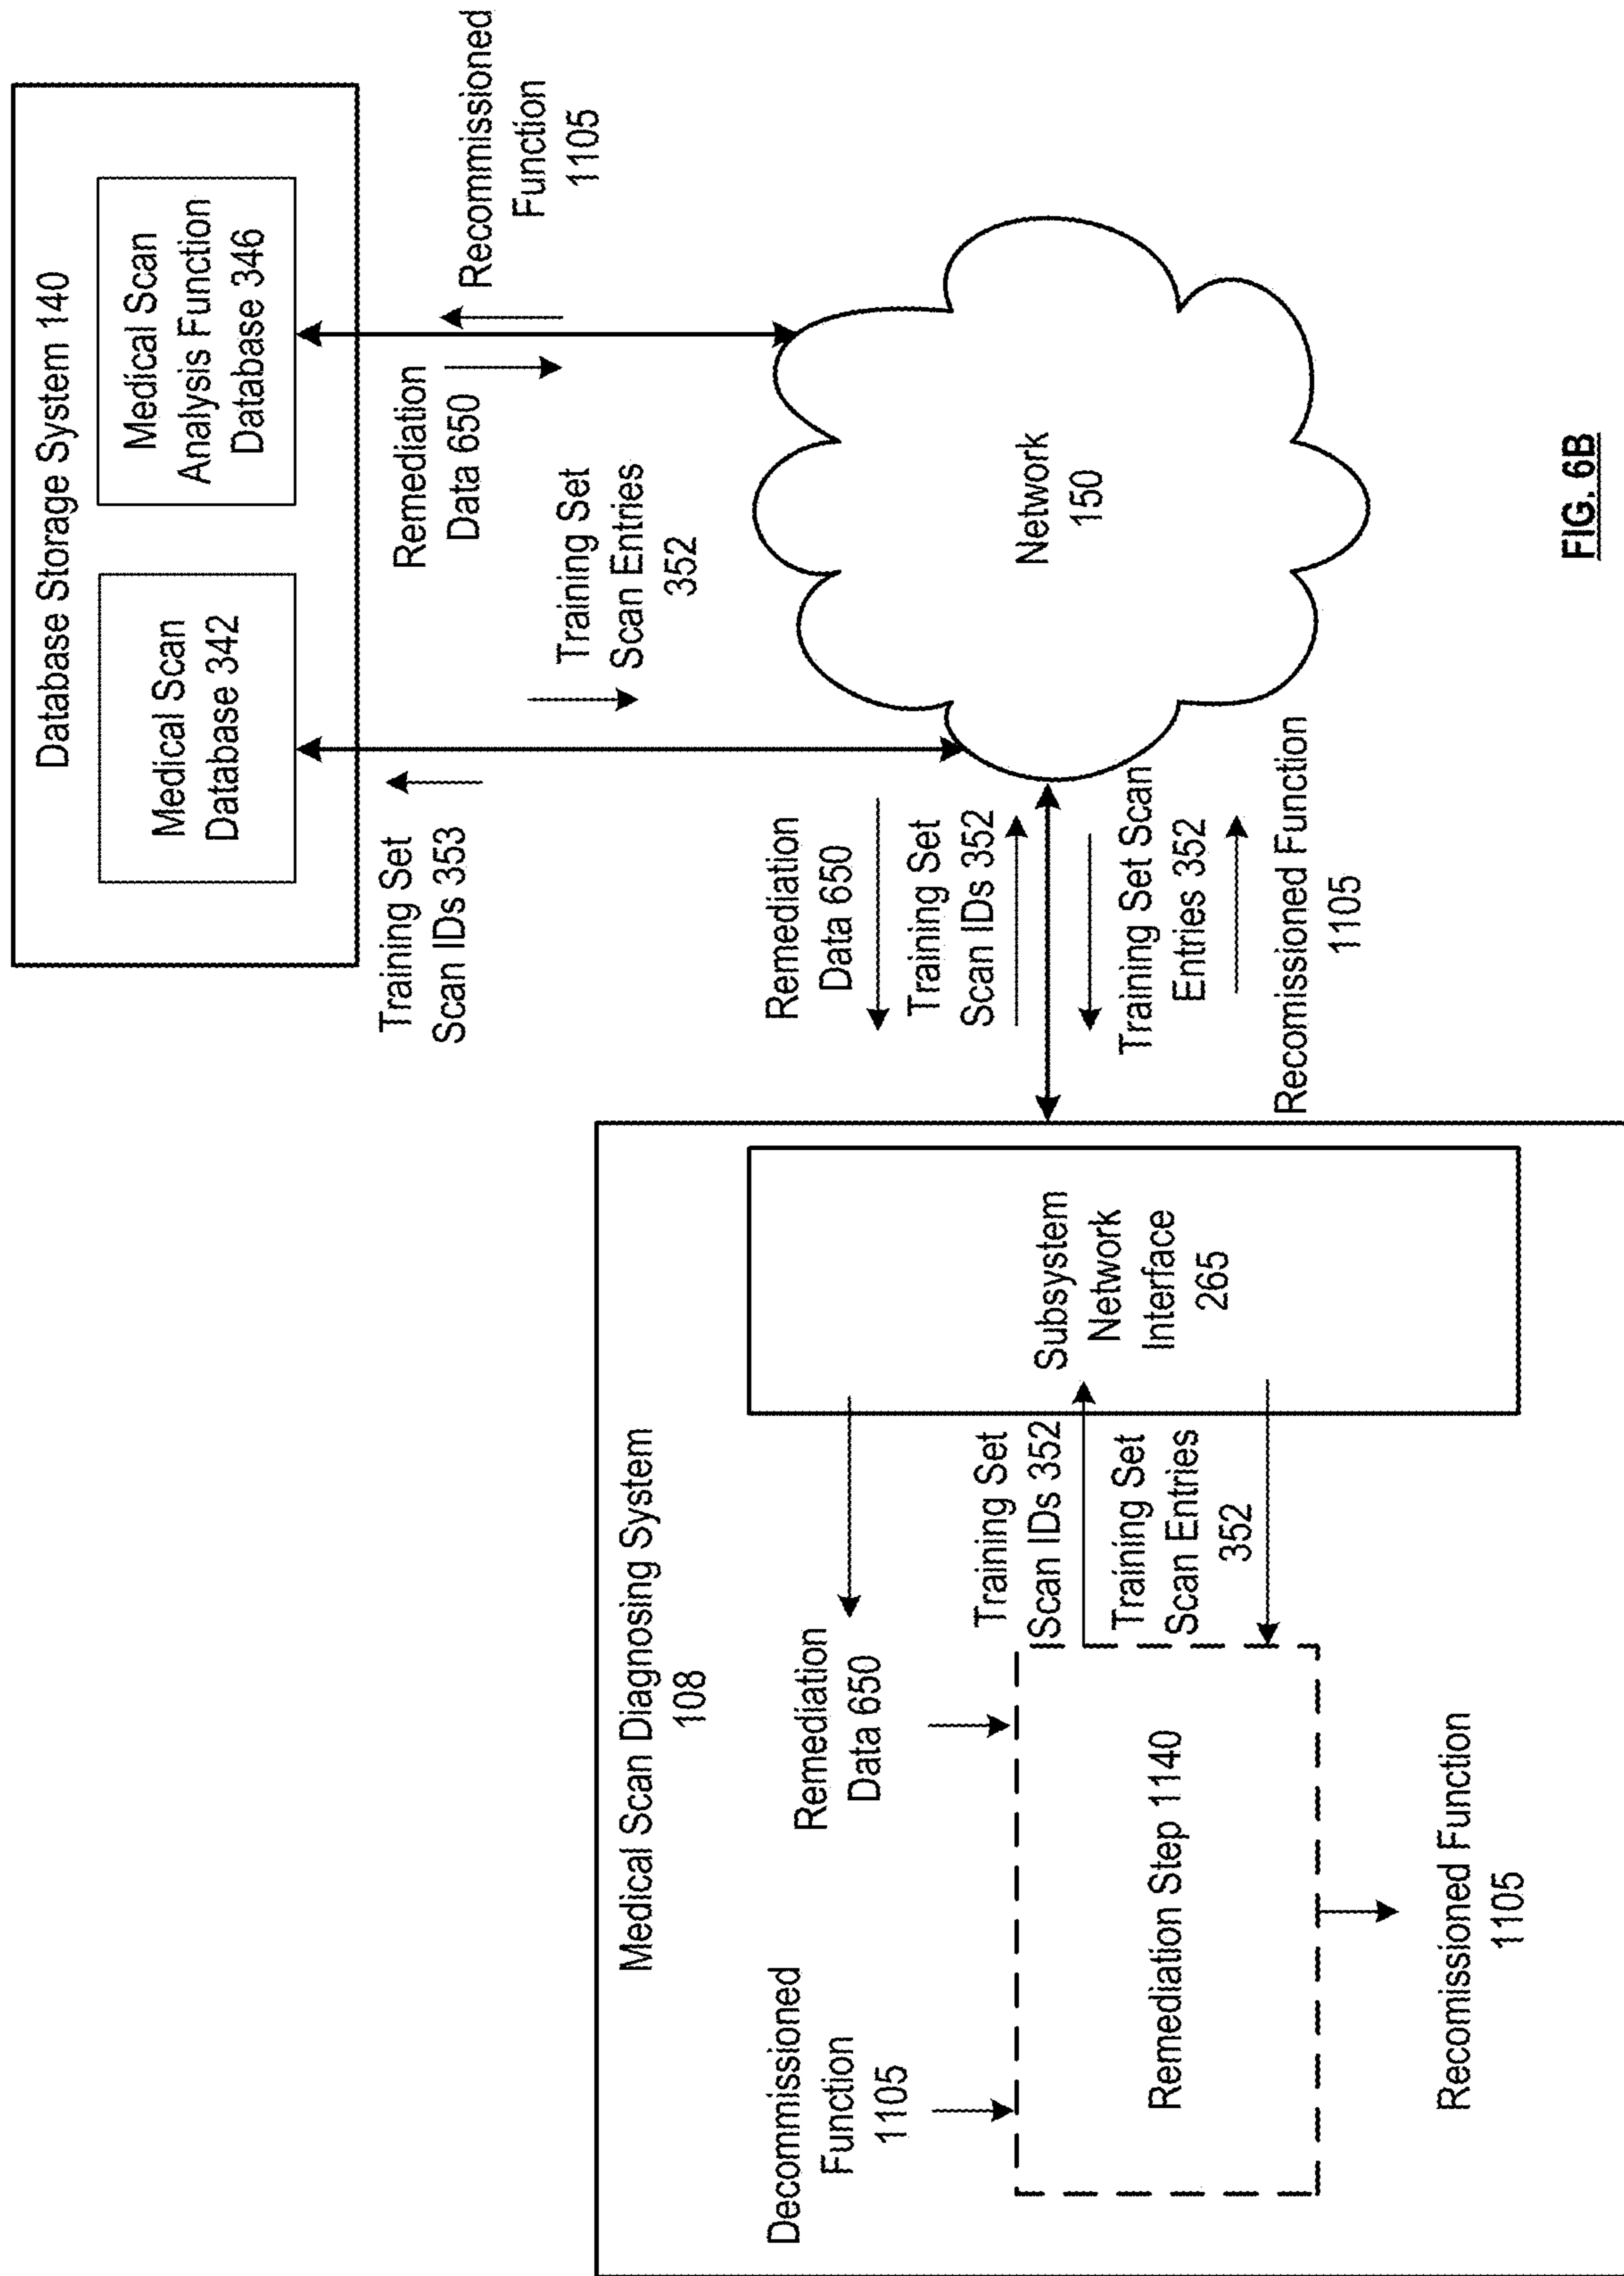 Database Storage System 140
Medical Scan
Database 342
Medical Scan
Analysis Function
Database 346
Training Set
Scan IDs 353
Remediation
Data 650
Recommissioned
Function
1105
Training Set
Scan Entries
352
Medical Scan Diagnosing System
108
Decommissioned
Function
1105
Remediation
Data 650
Training Set
Scan IDs 352
Training Set
Scan Entries
352
Remediation Step 1140
Recomissioned Function
1105
Subsystem
Network
Interface
265
Remediation
Data 650
Training Set
Scan IDs 352
Training Set Scan
Entries 352
Recomissioned Function
1105
Network
150
FIG. 6B